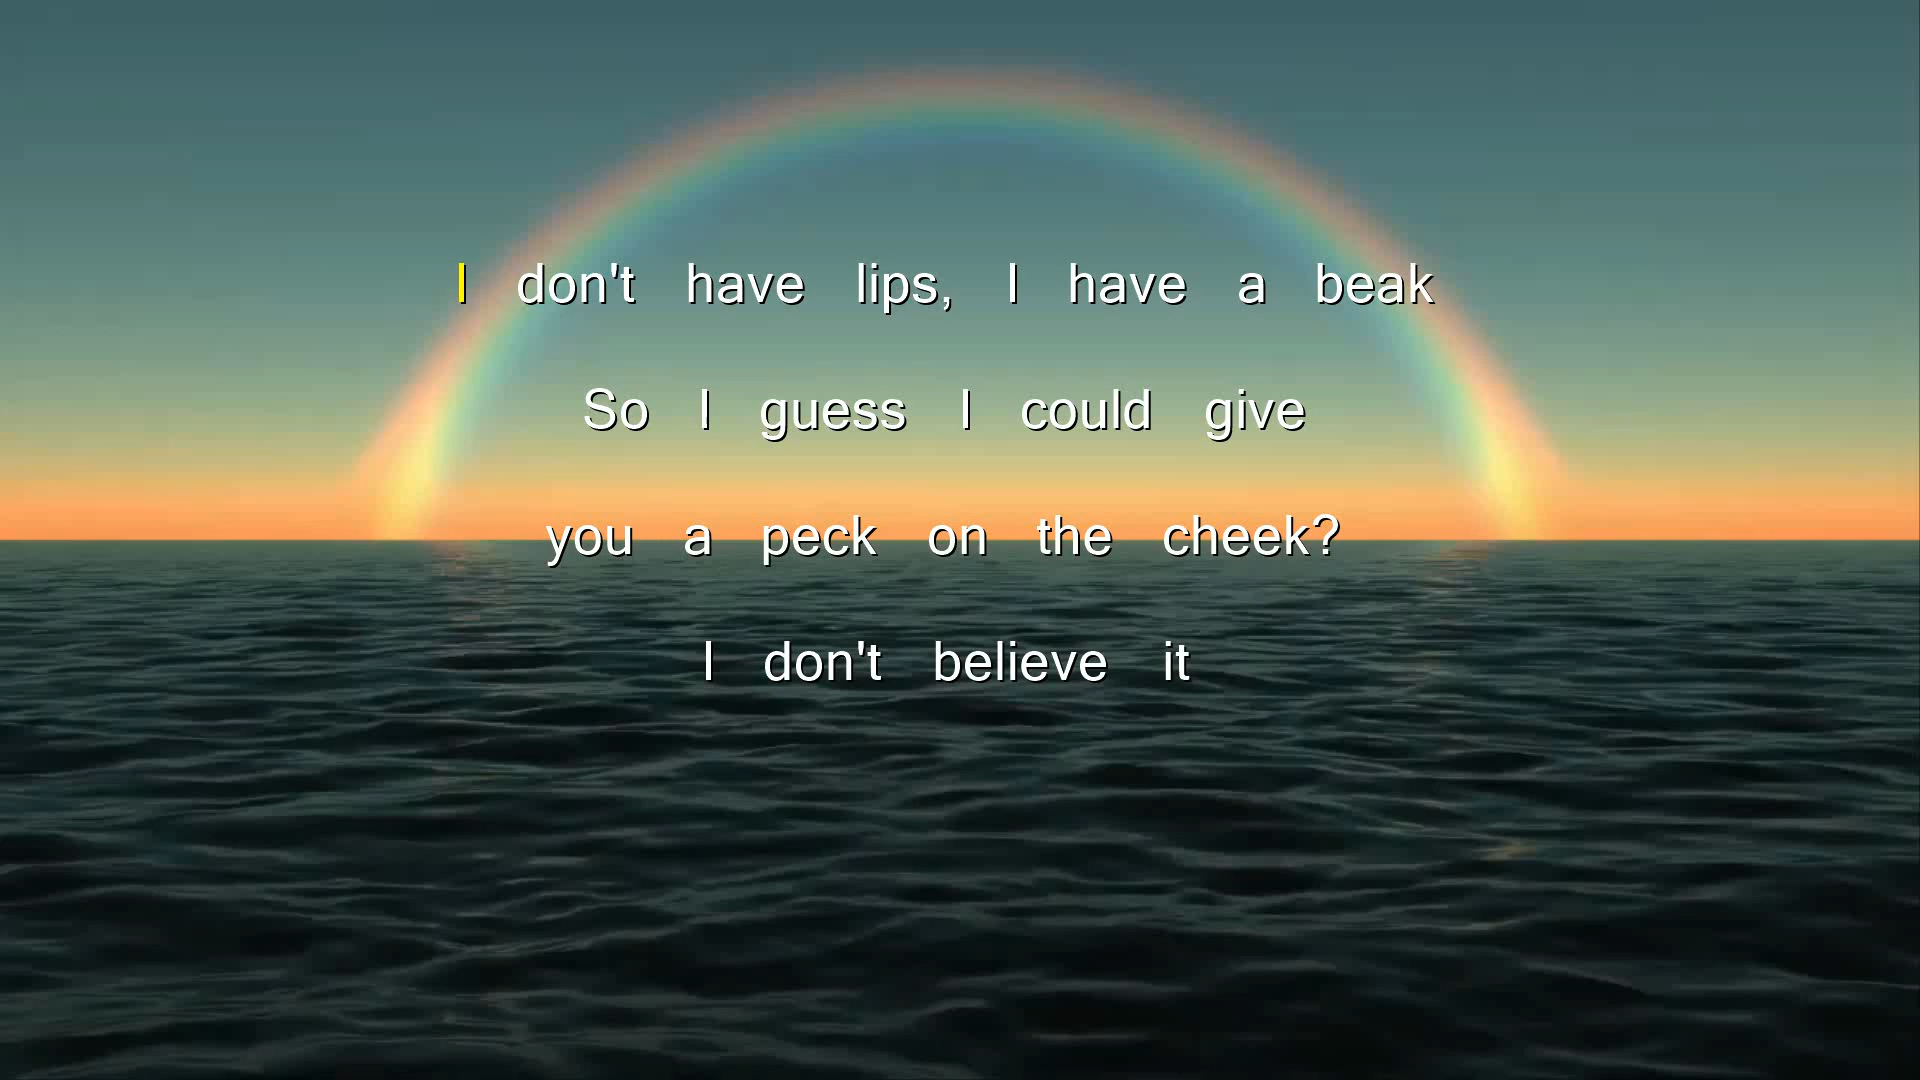 I don't have lips, I have a beak
So I guess I could give
you a peck on the cheek?
I don't believe it